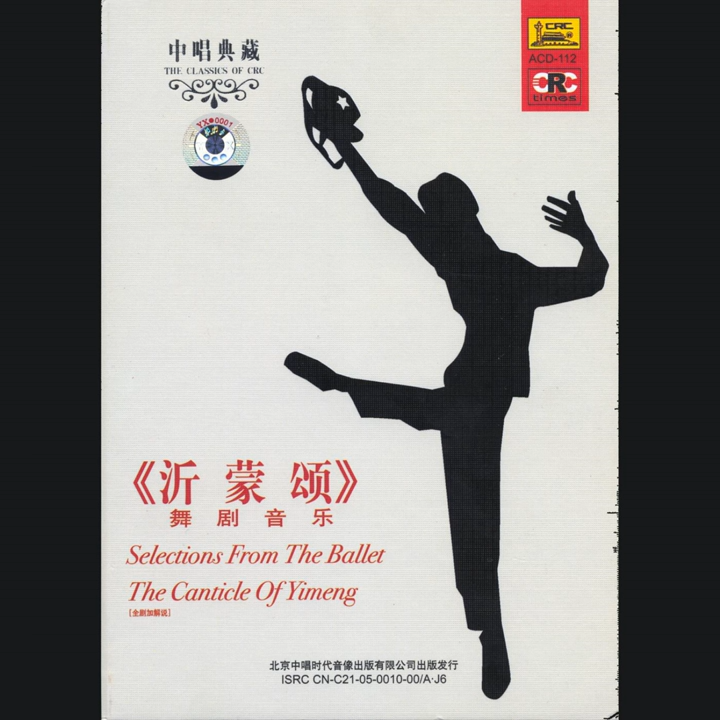 中唱典藏
THE CLASSICS OF CRC
YX●0001
CRC
ACD-112
CRC
times
《沂蒙颂》
舞剧音乐
Selections From The Ballet
The Canticle Of Yimeng
[全剧加解说]
北京中唱时代音像出版有限公司出版发行
ISRC CN-C21-05-0010-00/A·J6